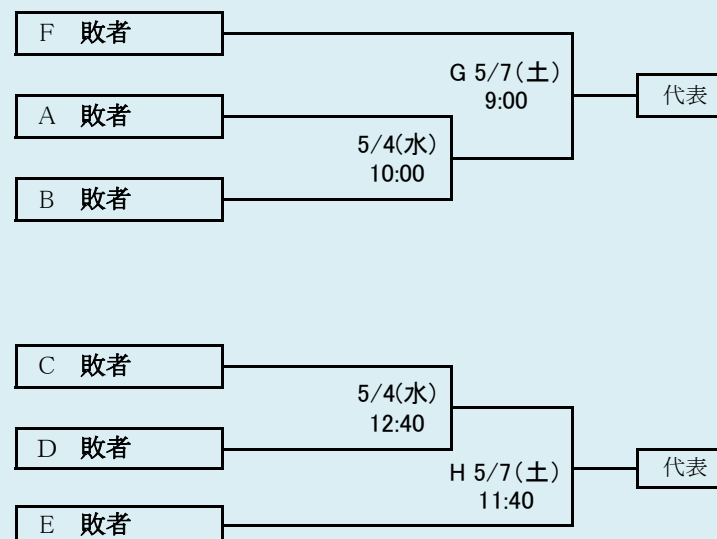 F 敗者
G 5/7(土)
9:00
代表
A 敗者
5/4(水)
10:00
B 敗者
C 敗者
5/4(水)
12:40
D 敗者
H 5/7(土)
11:40
代表
E 敗者